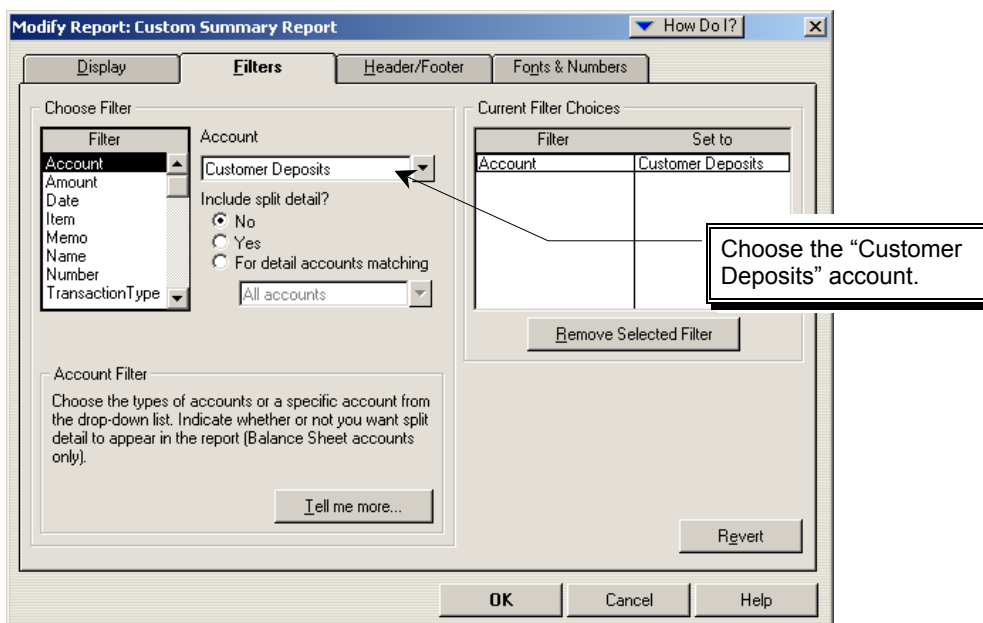 Modify Report: Custom Summary Report
How Do I?
Display
Filters
Header/Footer
Fonts & Numbers
Choose Filter
Filter
Account
Amount
Date
Item
Memo
Name
Number
TransactionType
Account
Customer Deposits
Include split detail?
No
Yes
For detail accounts matching
All accounts
Current Filter Choices
Filter Set to
Account Customer Deposits
Remove Selected Filter
Choose the “Customer
Deposits” account.
Account Filter
Choose the types of accounts or a specific account from
the drop-down list. Indicate whether or not you want split
detail to appear in the report (Balance Sheet accounts
only).
Tell me more...
Revert
OK
Cancel
Help